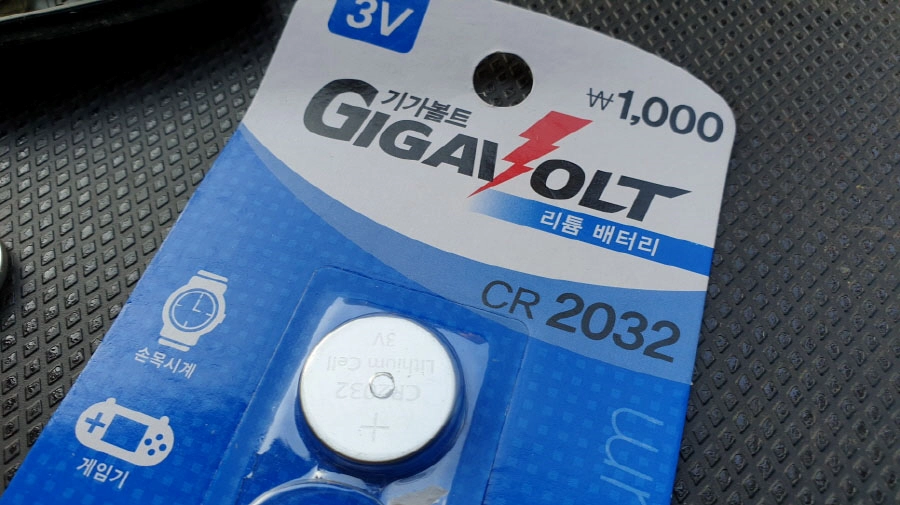 3V
₩1,000
기가볼트
GIGAVOLT
리튬 배터리
CR 2032
손목시계
게임기
3V
Lithium Cell
CR2032
+